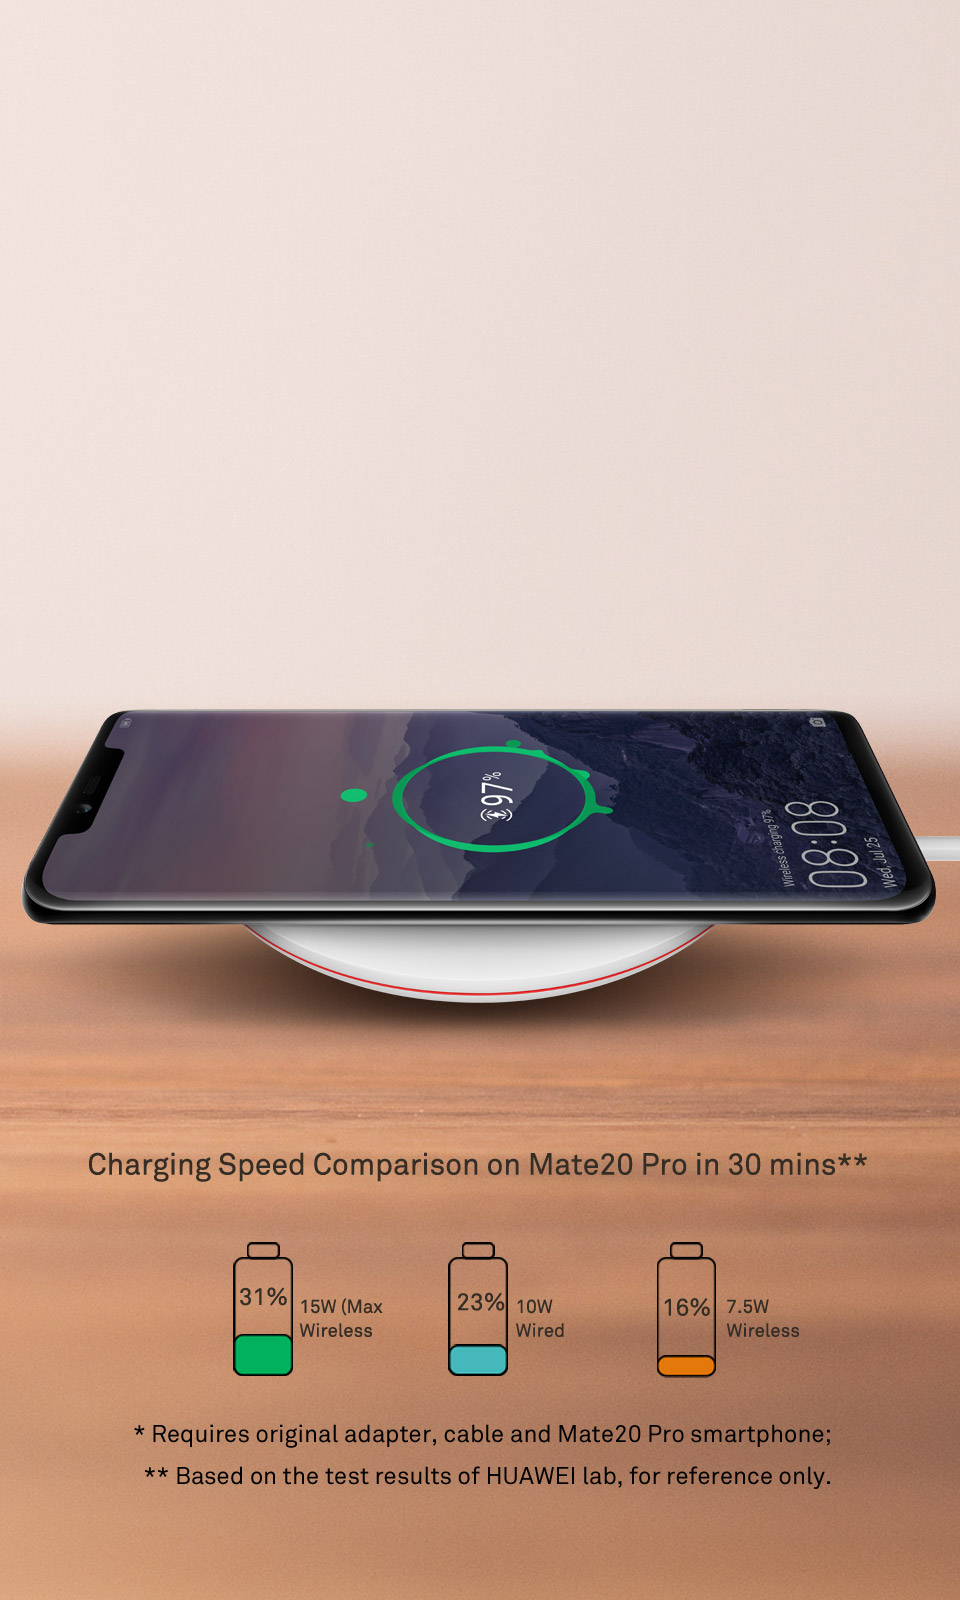 97%
Wireless charging 97%
08:08
Wed, Jul 25
Charging Speed Comparison on Mate20 Pro in 30 mins**
31%
15W (Max
Wireless
23%
10W
Wired
16%
7.5W
Wireless
* Requires original adapter, cable and Mate20 Pro smartphone;
** Based on the test results of HUAWEI lab, for reference only.